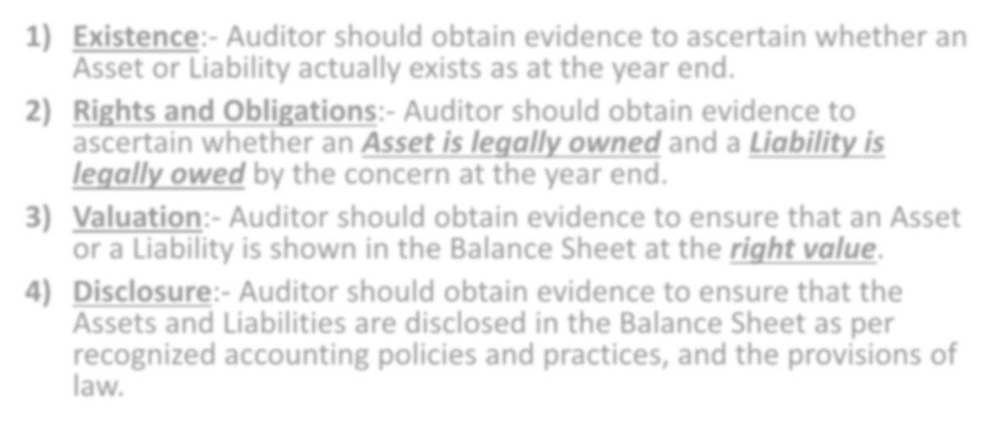 1) Existence:- Auditor should obtain evidence to ascertain whether an
Asset or Liability actually exists as at the year end.
2) Rights and Obligations:- Auditor should obtain evidence to
ascertain whether an Asset is legally owned and a Liability is
legally owed by the concern at the year end.
3) Valuation:- Auditor should obtain evidence to ensure that an Asset
or a Liability is shown in the Balance Sheet at the right value.
4) Disclosure:- Auditor should obtain evidence to ensure that the
Assets and Liabilities are disclosed in the Balance Sheet as per
recognized accounting policies and practices, and the provisions of
law.